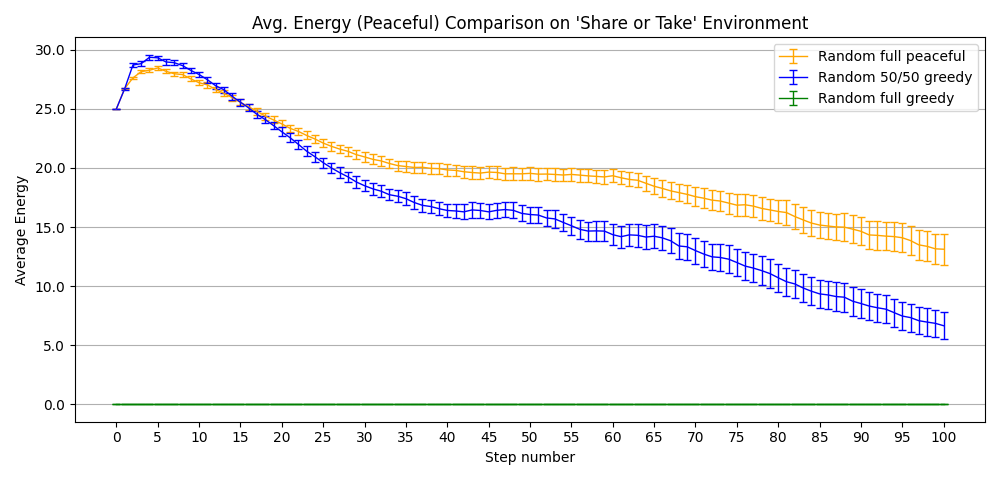 Avg. Energy (Peaceful) Comparison on 'Share or Take' Environment
Random full peaceful
Random 50/50 greedy
Random full greedy
Average Energy
30.0
25.0
20.0
15.0
10.0
5.0
0.0
0 5 10 15 20 25 30 35 40 45 50 55 60 65 70 75 80 85 90 95 100
Step number